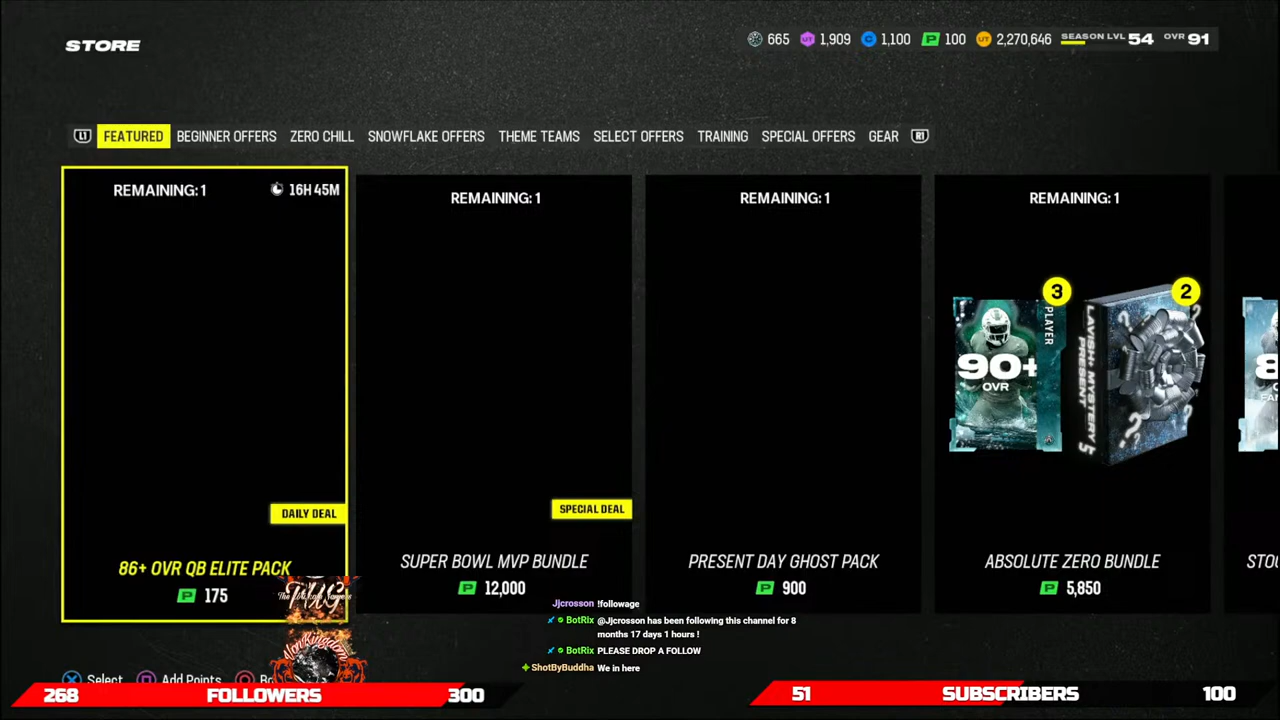 STORE
665 1,909 1,100 P 100 UT 2,270,646 SEASON LVL 54 OVR 91
L1 FEATURED BEGINNER OFFERS ZERO CHILL SNOWFLAKE OFFERS THEME TEAMS SELECT OFFERS TRAINING SPECIAL OFFERS GEAR R1
REMAINING: 1 16H 45M
DAILY DEAL
86+ OVR QB ELITE PACK
P 175
REMAINING: 1
SPECIAL DEAL
SUPER BOWL MVP BUNDLE
P 12,000
REMAINING: 1
PRESENT DAY GHOST PACK
P 900
REMAINING: 1
3
PLAYER
90+
OVR
2
LAVISH+ MYSTERY
PRESENT
ABSOLUTE ZERO BUNDLE
P 5,850
Jjcrosson !followage
BotRix @Jjcrosson has been following this channel for 8
months 17 days 1 hours !
BotRix PLEASE DROP A FOLLOW
ShotByBuddha We in here
Select Add Points
268 FOLLOWERS 300
51 SUBSCRIBERS 100